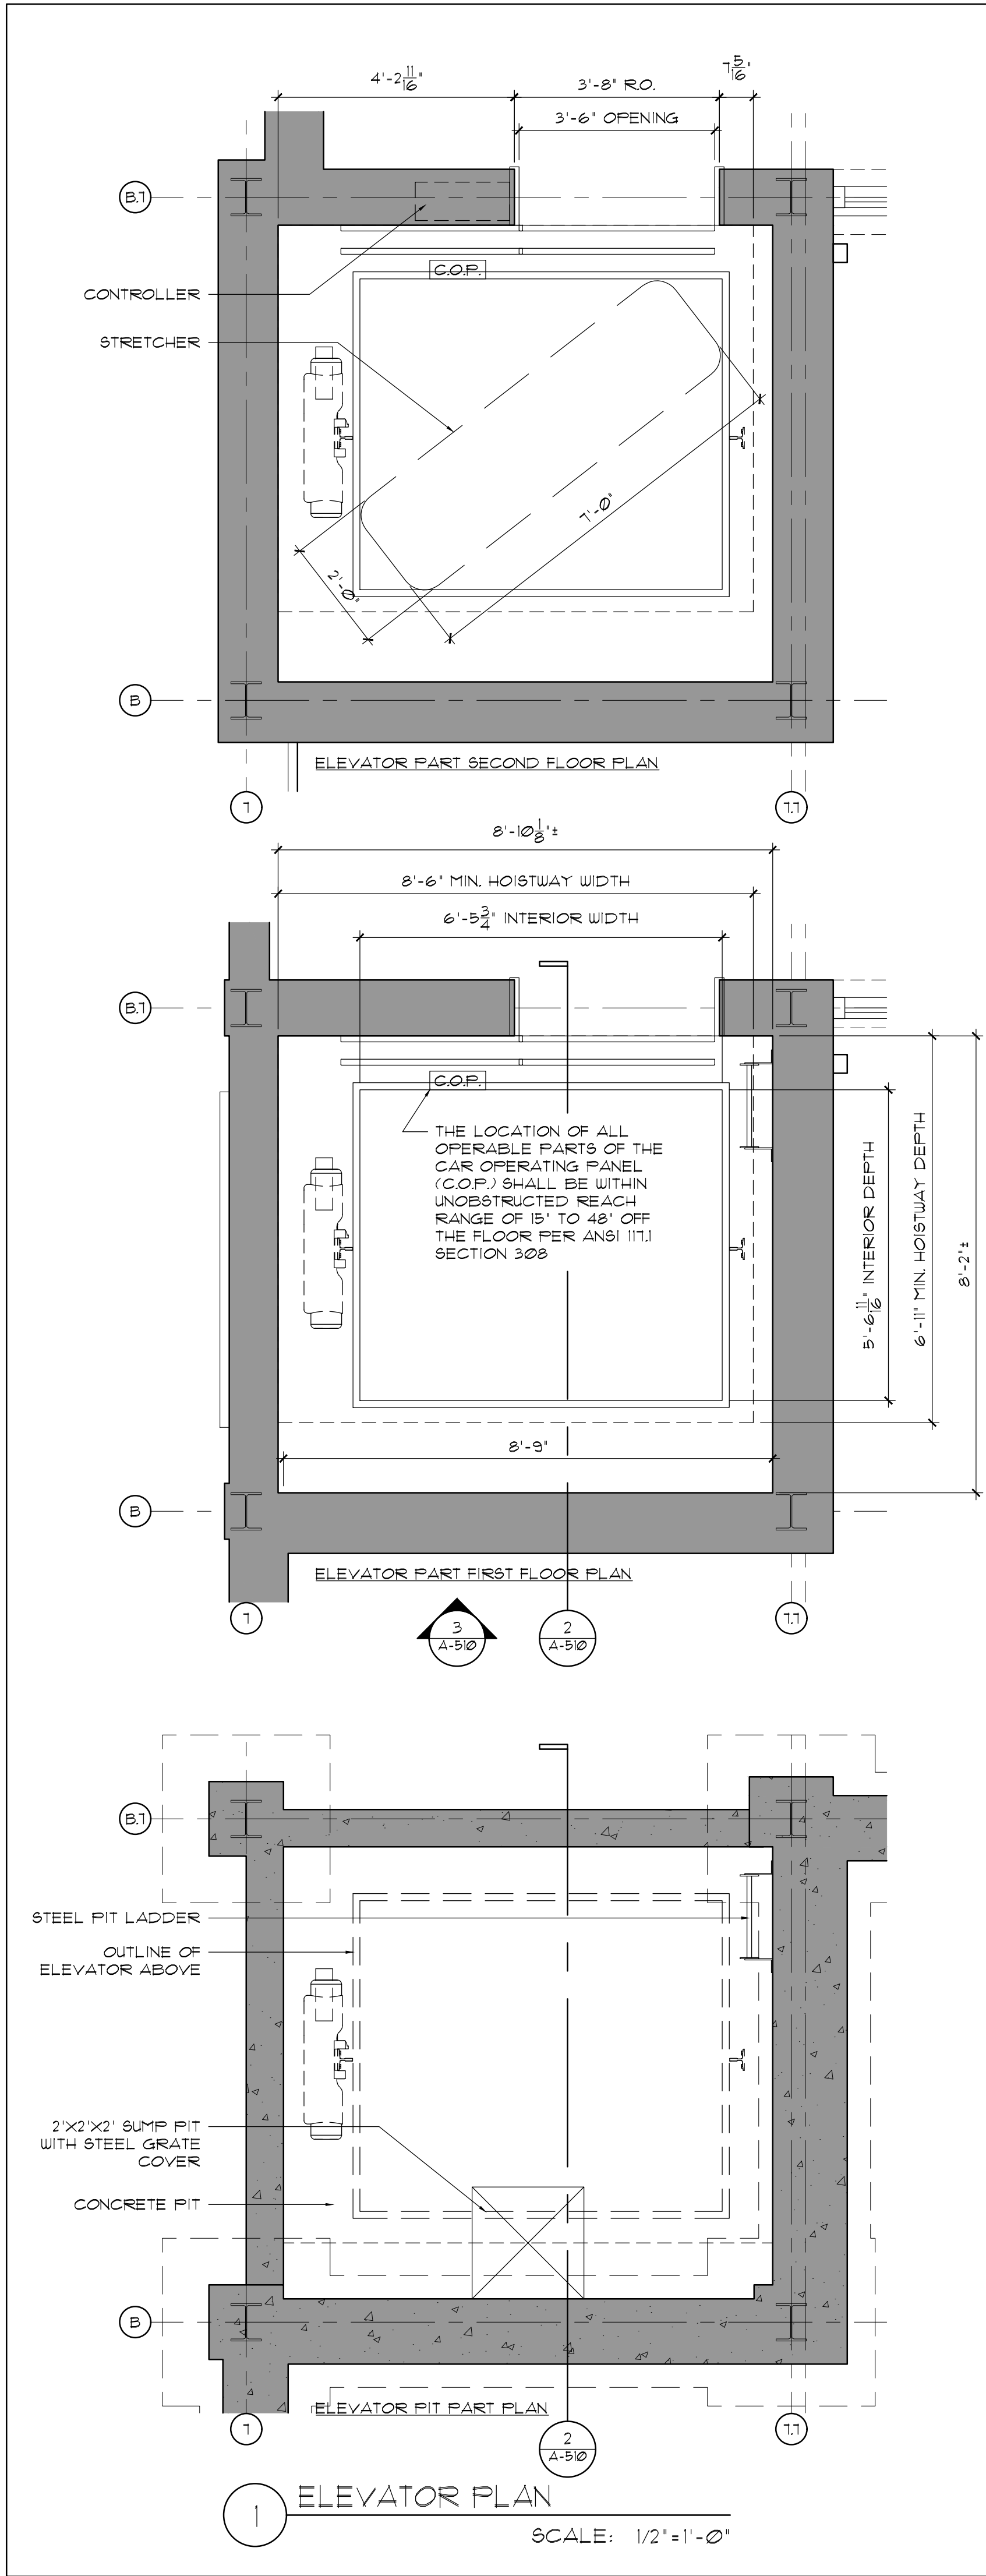 4'-2 11/16"
3'-8" R.O.
7 5/16"
3'-6" OPENING
B.7
C.O.P.
CONTROLLER
STRETCHER
7'-0"
2'-0"
B
ELEVATOR PART SECOND FLOOR PLAN
7
7.7
8'-10 1/8"±
8'-6" MIN. HOISTWAY WIDTH
6'-5 3/4" INTERIOR WIDTH
B.7
C.O.P.
THE LOCATION OF ALL
OPERABLE PARTS OF THE
CAR OPERATING PANEL
(C.O.P.) SHALL BE WITHIN
UNOBSTRUCTED REACH
RANGE OF 15" TO 48" OFF
THE FLOOR PER ANSI 117.1
SECTION 308
5'-6 11/16" INTERIOR DEPTH
6'-11" MIN. HOISTWAY DEPTH
8'-2"±
8'-9"
B
ELEVATOR PART FIRST FLOOR PLAN
7
3
A-510
2
A-510
7.7
B.7
STEEL PIT LADDER
OUTLINE OF
ELEVATOR ABOVE
2'X2'X2' SUMP PIT
WITH STEEL GRATE
COVER
CONCRETE PIT
B
ELEVATOR PIT PART PLAN
7
2
A-510
7.7
1
ELEVATOR PLAN
SCALE: 1/2"=1'-0"